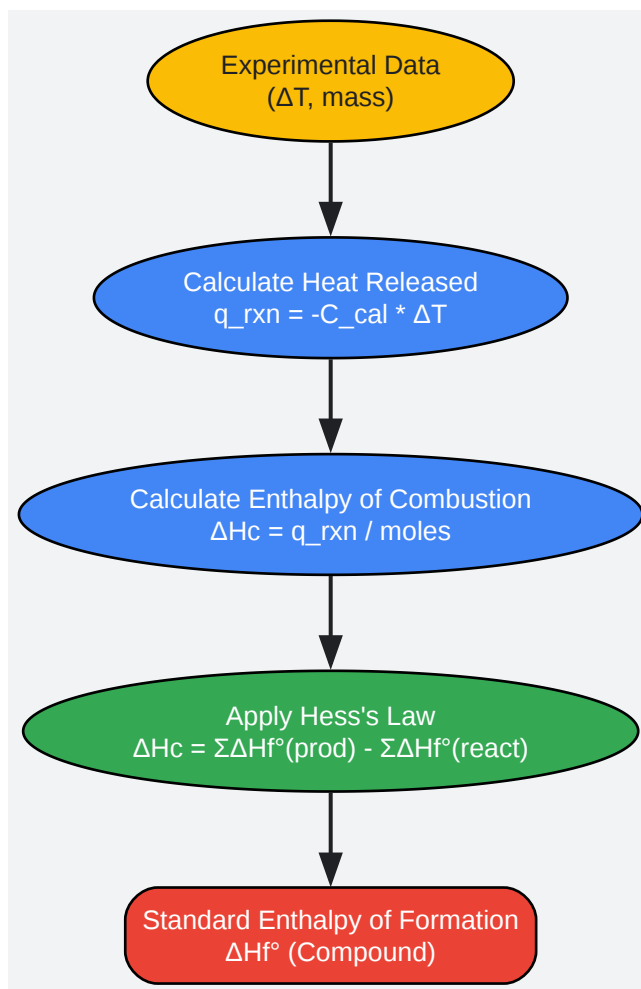 Experimental Data
(ΔT, mass)
Calculate Heat Released
q_rxn = -C_cal * ΔT
Calculate Enthalpy of Combustion
ΔHc = q_rxn / moles
Apply Hess's Law
ΔHc = ΣΔHf°(prod) - ΣΔHf°(react)
Standard Enthalpy of Formation
ΔHf° (Compound)